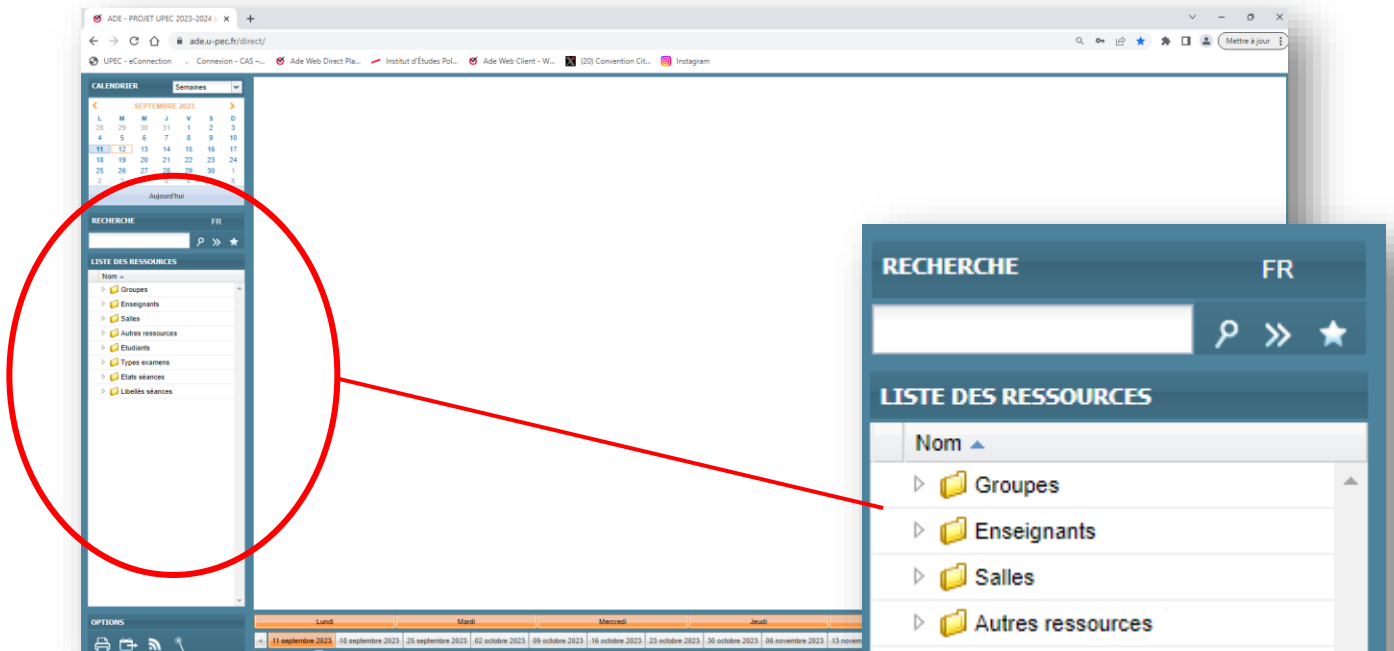 ADE - PROJET UPEC 2023-2024
ade.u-pec.fr/direct/
Mettre à jour
UPEC - eConnection
Connexion - CAS –...
Ade Web Direct Pla...
Institut d'Études Pol...
Ade Web Client - W...
(20) Convention Cit...
Instagram
CALENDRIER Semaines
SEPTEMBRE 2023
L M M J V S D
28 29 30 31 1 2 3
4 5 6 7 8 9 10
11 12 13 14 15 16 17
18 19 20 21 22 23 24
25 26 27 28 29 30 1
2 8
Aujourd'hui
RECHERCHE FR
LISTE DES RESSOURCES
Nom
Groupes
Enseignants
Salles
Autres ressources
Etudiants
Types examens
Etats séances
Libellés séances
OPTIONS
Lundi Mardi Mercredi Jeudi
11 septembre 2023 18 septembre 2023 25 septembre 2023 02 octobre 2023 09 octobre 2023 16 octobre 2023 23 octobre 2023 30 octobre 2023 06 novembre 2023 13 novem
RECHERCHE FR
LISTE DES RESSOURCES
Nom
Groupes
Enseignants
Salles
Autres ressources